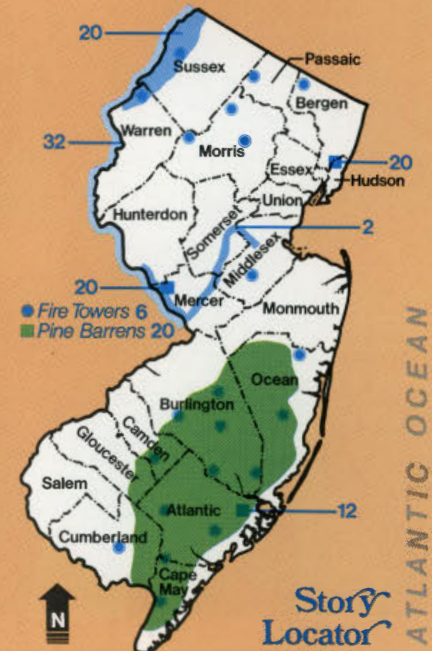 20
Sussex
Passaic
Bergen
Warren
32
Morris
Essex
20
Hudson
Union
Hunterdon
Somerset
2
Middlesex
20
Mercer
Fire Towers 6
Pine Barrens 20
Monmouth
Ocean
Burlington
Camden
Gloucester
Salem
Atlantic
12
Cumberland
Cape
May
ATLANTIC OCEAN
N
Story
Locator